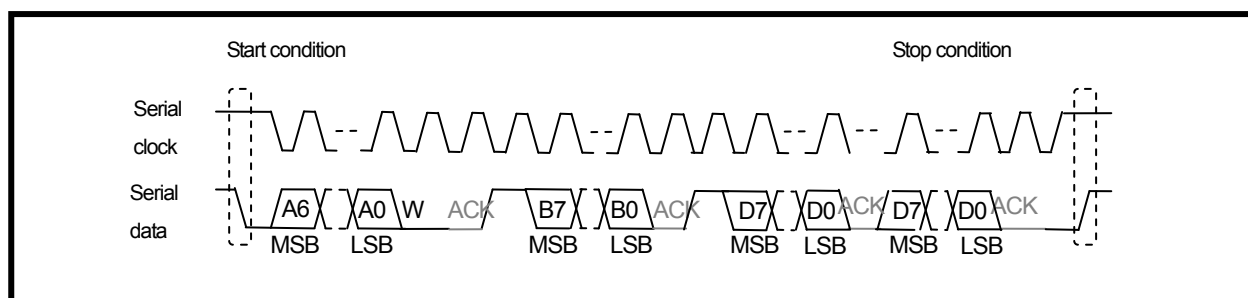 Start condition Stop condition
Serial
clock
Serial
data
A6 A0 W ACK B7 B0 ACK D7 D0 ACK D7 D0 ACK
MSB LSB MSB LSB MSB LSB MSB LSB